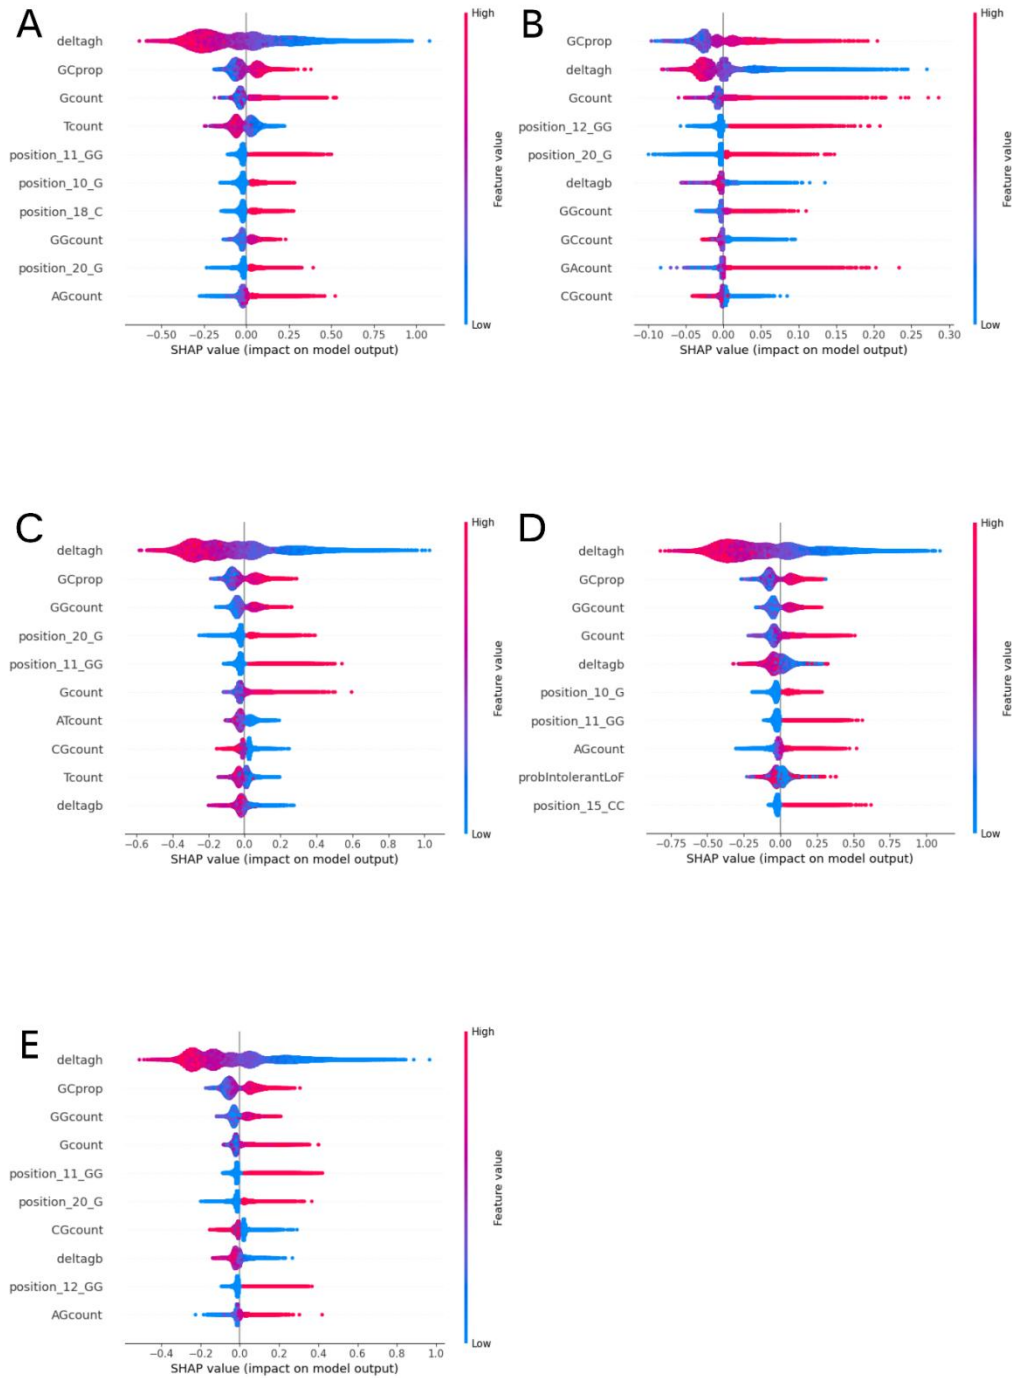 A
High
deltagh
GCprop
Gcount
Tcount
position_11_GG
position_10_G
position_18_C
GGcount
position_20_G
AGcount
Feature value
Low
−0.50 −0.25 0.00 0.25 0.50 0.75 1.00
SHAP value (impact on model output)
B
High
GCprop
deltagh
Gcount
position_12_GG
position_20_G
deltagb
GGcount
GCcount
GAcount
CGcount
Feature value
Low
−0.10 −0.05 0.00 0.05 0.10 0.15 0.20 0.25 0.30
SHAP value (impact on model output)
C
High
deltagh
GCprop
GGcount
position_20_G
position_11_GG
Gcount
ATcount
CGcount
Tcount
deltagb
Feature value
Low
−0.6 −0.4 −0.2 0.0 0.2 0.4 0.6 0.8 1.0
SHAP value (impact on model output)
D
High
deltagh
GCprop
GGcount
Gcount
deltagb
position_10_G
position_11_GG
AGcount
probIntolerantLoF
position_15_CC
Feature value
Low
−0.75 −0.50 −0.25 0.00 0.25 0.50 0.75 1.00
SHAP value (impact on model output)
E
High
deltagh
GCprop
GGcount
Gcount
position_11_GG
position_20_G
CGcount
deltagb
position_12_GG
AGcount
Feature value
Low
−0.4 −0.2 0.0 0.2 0.4 0.6 0.8 1.0
SHAP value (impact on model output)